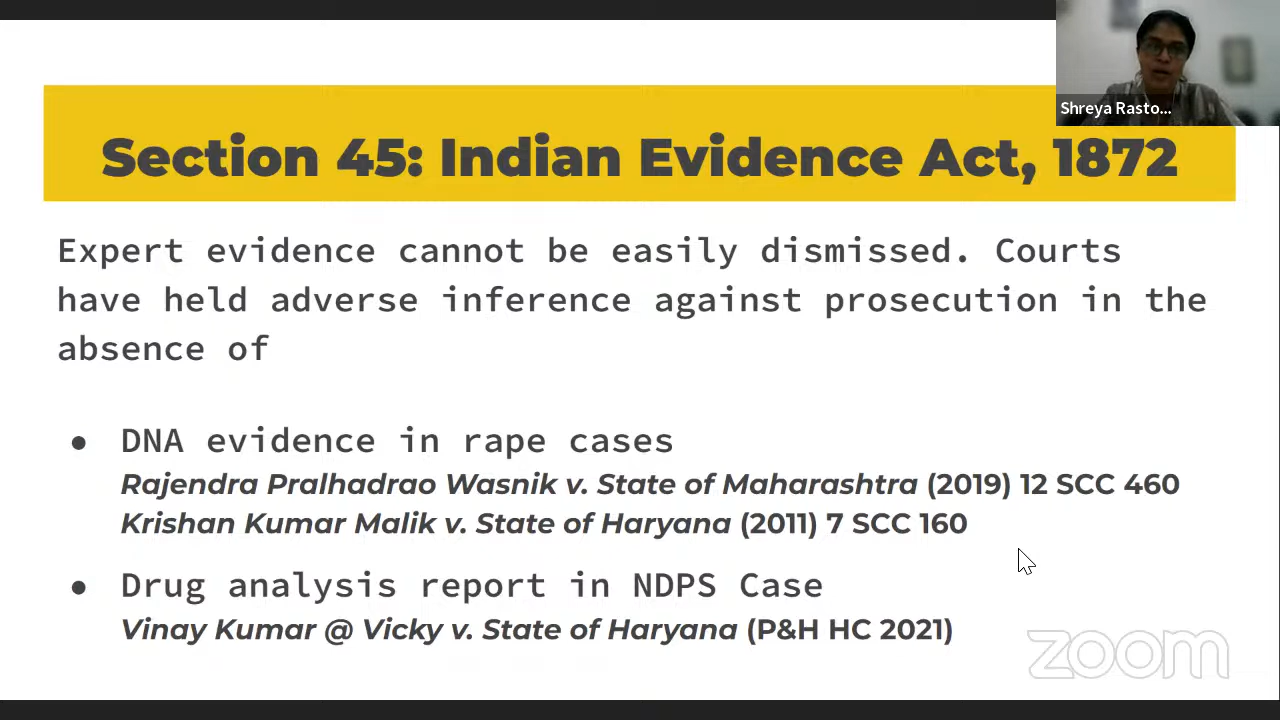 Shreya Rasto...
Section 45: Indian Evidence Act, 1872
Expert evidence cannot be easily dismissed. Courts
have held adverse inference against prosecution in the
absence of
● DNA evidence in rape cases
Rajendra Pralhadrao Wasnik v. State of Maharashtra (2019) 12 SCC 460
Krishan Kumar Malik v. State of Haryana (2011) 7 SCC 160
● Drug analysis report in NDPS Case
Vinay Kumar @ Vicky v. State of Haryana (P&H HC 2021)
zoom